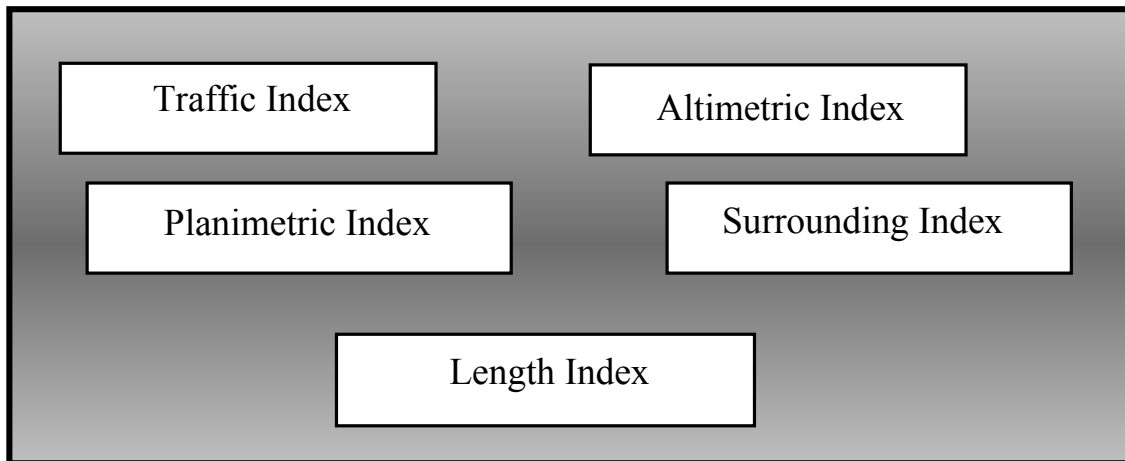 Traffic Index
Altimetric Index
Planimetric Index
Surrounding Index
Length Index